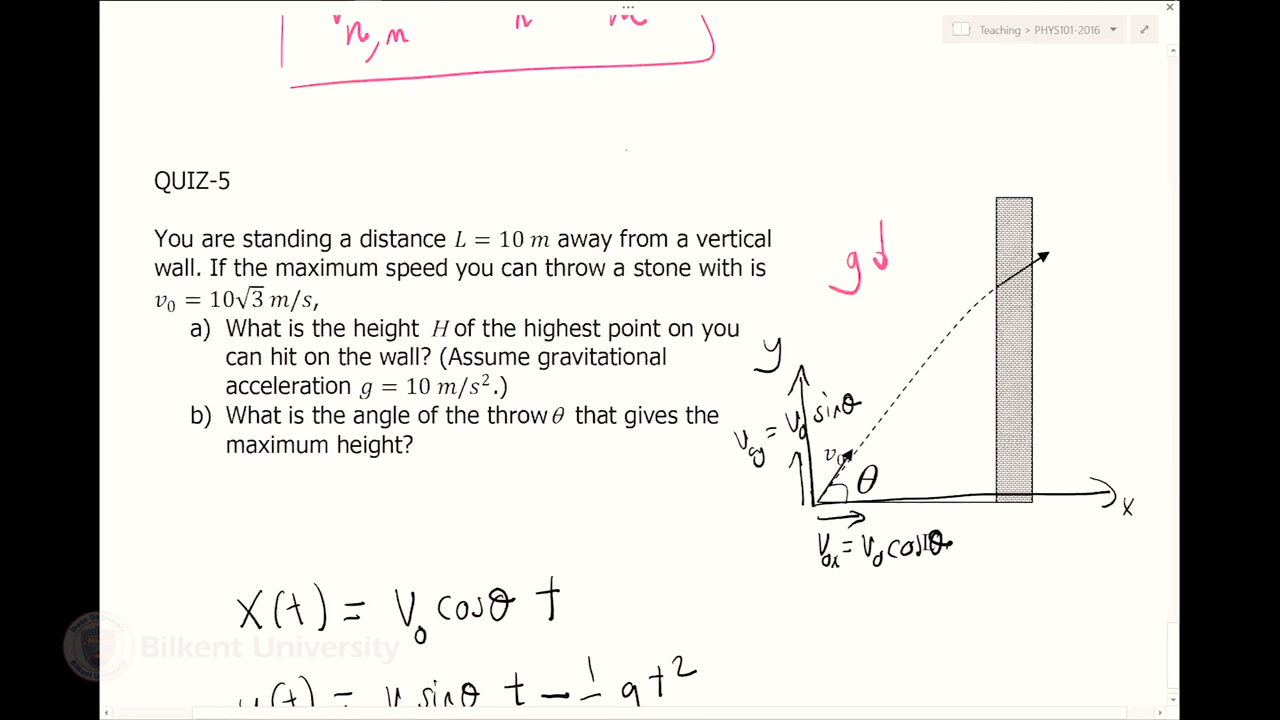 n,m n m
Teaching > PHYS101-2016
QUIZ-5
You are standing a distance L = 10 m away from a vertical
wall. If the maximum speed you can throw a stone with is
v₀ = 10√3 m/s,
a) What is the height H of the highest point on you
can hit on the wall? (Assume gravitational
acceleration g = 10 m/s².)
b) What is the angle of the throw θ that gives the
maximum height?
g↓
y
V₀y = V₀ sinθ
v₀
θ
x
V₀x = V₀ cosθ
X(t) = V₀ cosθ t
y(t) = V sinθ t - 1 g t²
Bilkent University